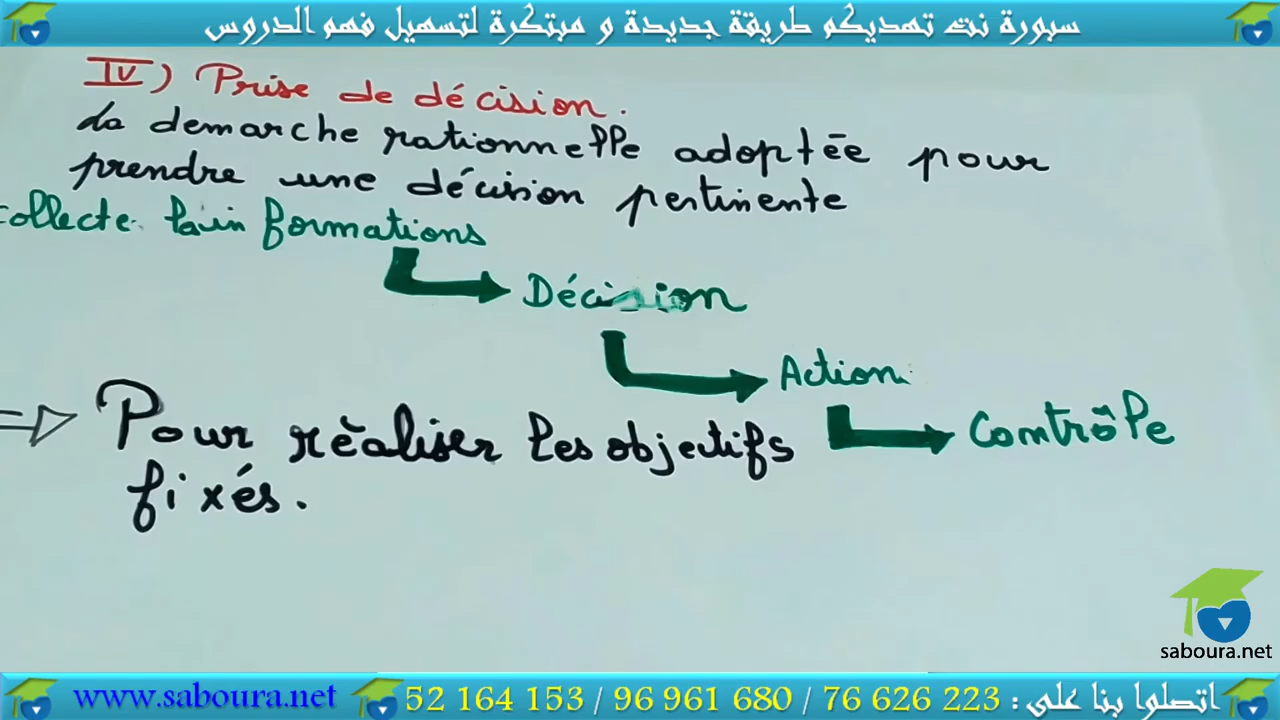 سبورة نت تهديكم طريقة جديدة و مبتكرة لتسهيل فهم الدروس
IV) Prise de décision.
La demarche rationnelle adoptée pour
prendre une décision pertinente
collecte informations
Décision
Action
Contrôle
Pour réaliser les objectifs
fixés.
saboura.net
www.saboura.net 52 164 153 / 96 961 680 / 76 626 223 : اتصلوا بنا على